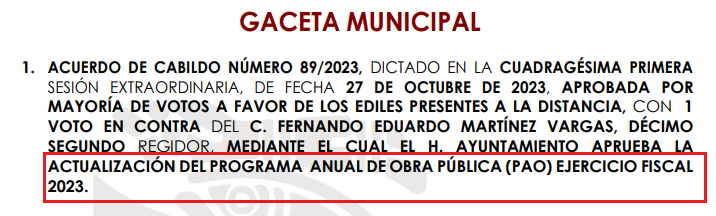 GACETA MUNICIPAL
1. ACUERDO DE CABILDO NÚMERO 89/2023, DICTADO EN LA CUADRAGÉSIMA PRIMERA
SESIÓN EXTRAORDINARIA, DE FECHA 27 DE OCTUBRE DE 2023, APROBADA POR
MAYORÍA DE VOTOS A FAVOR DE LOS EDILES PRESENTES A LA DISTANCIA, CON 1
VOTO EN CONTRA DEL C. FERNANDO EDUARDO MARTÍNEZ VARGAS, DÉCIMO
SEGUNDO REGIDOR. MEDIANTE EL CUAL EL H. AYUNTAMIENTO APRUEBA LA
ACTUALIZACIÓN DEL PROGRAMA ANUAL DE OBRA PÚBLICA (PAO) EJERCICIO FISCAL
2023.